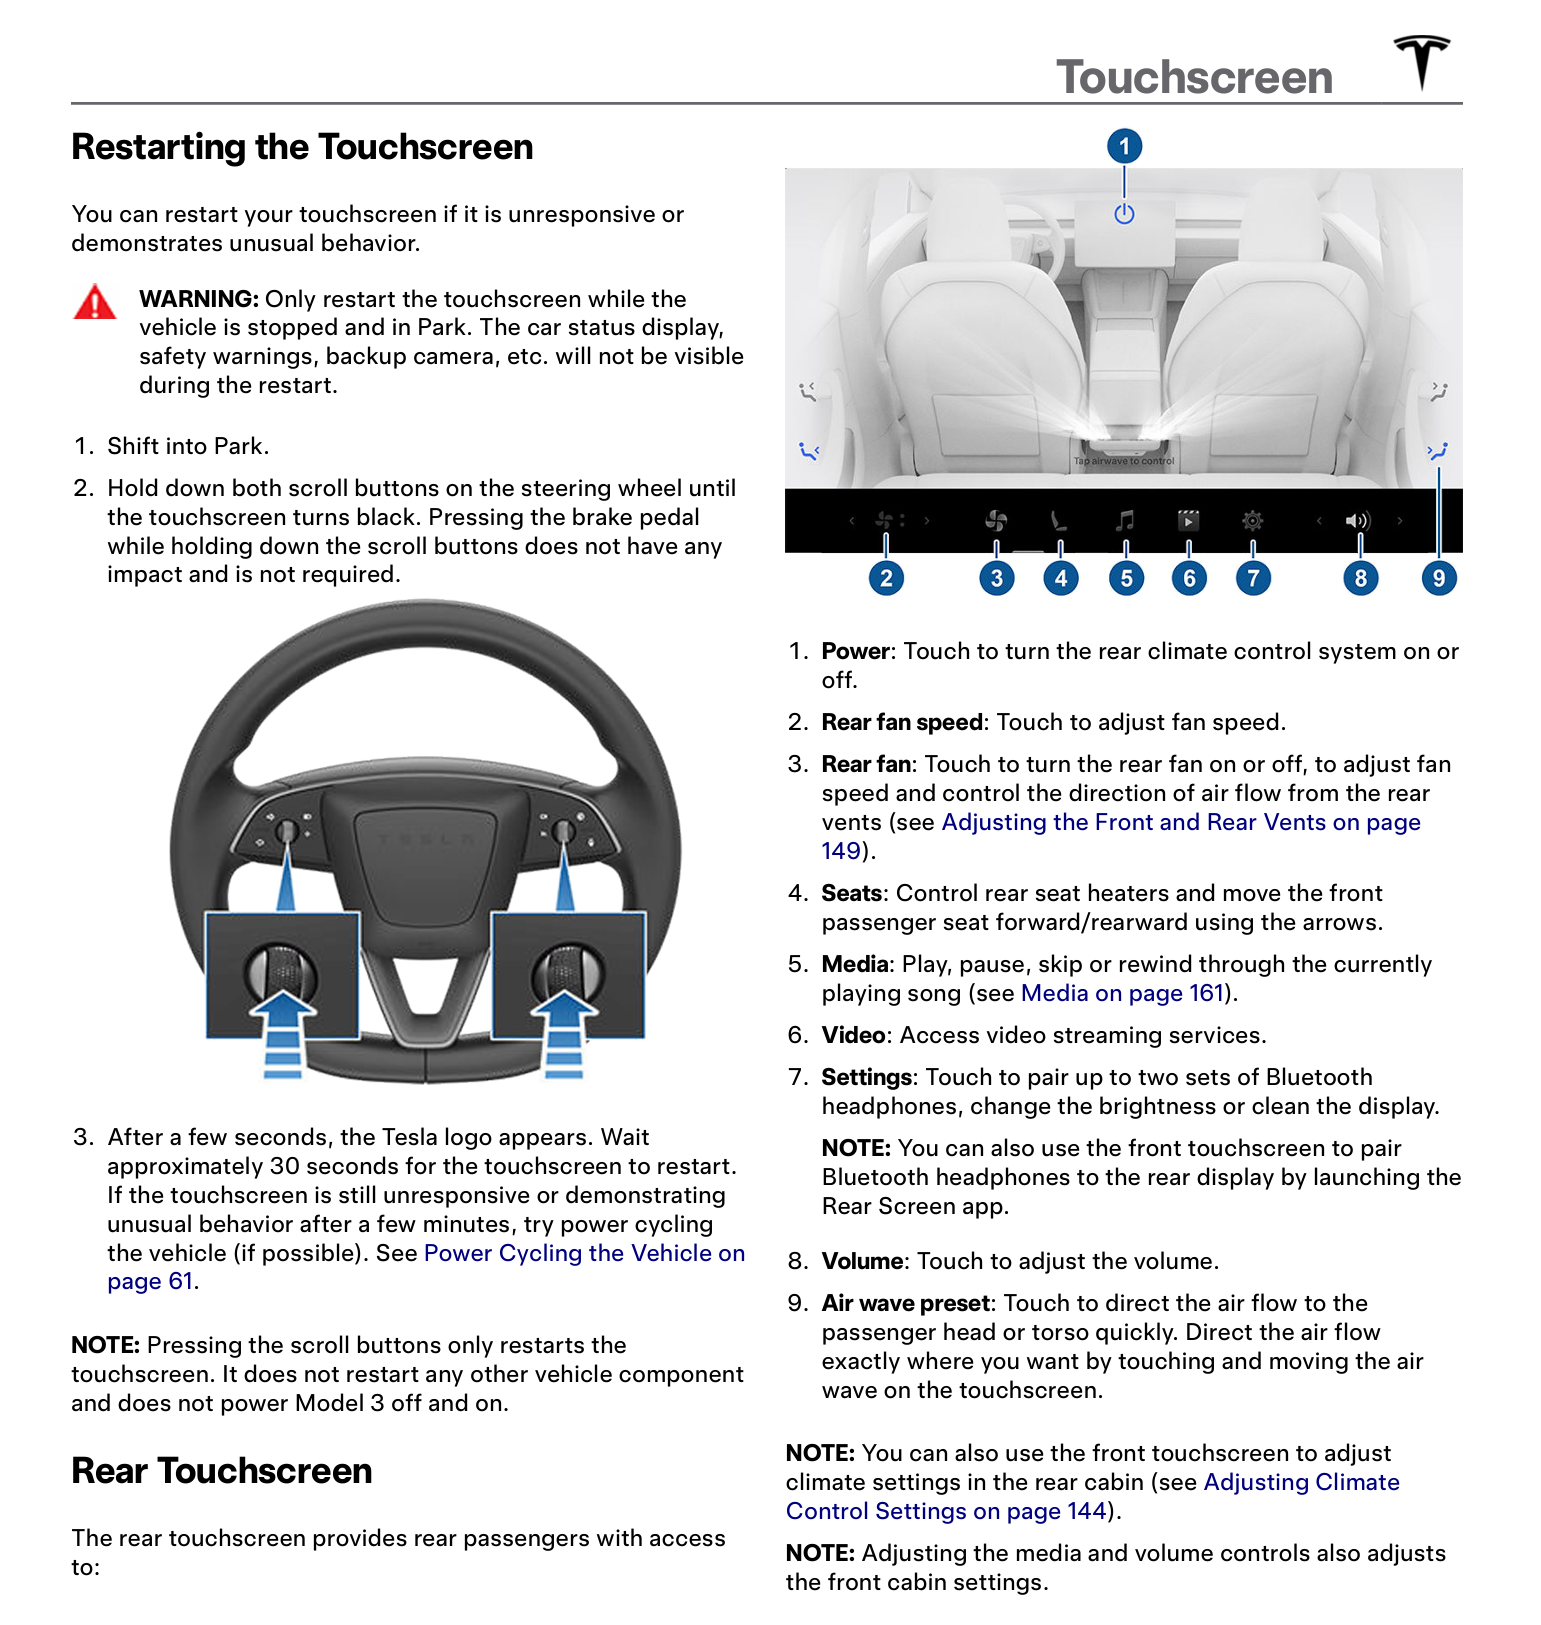 Touchscreen
Restarting the Touchscreen
You can restart your touchscreen if it is unresponsive or
demonstrates unusual behavior.
WARNING: Only restart the touchscreen while the
vehicle is stopped and in Park. The car status display,
safety warnings, backup camera, etc. will not be visible
during the restart.
1. Shift into Park.
2. Hold down both scroll buttons on the steering wheel until
the touchscreen turns black. Pressing the brake pedal
while holding down the scroll buttons does not have any
impact and is not required.
TESLA
3. After a few seconds, the Tesla logo appears. Wait
approximately 30 seconds for the touchscreen to restart.
If the touchscreen is still unresponsive or demonstrating
unusual behavior after a few minutes, try power cycling
the vehicle (if possible). See Power Cycling the Vehicle on
page 61.
NOTE: Pressing the scroll buttons only restarts the
touchscreen. It does not restart any other vehicle component
and does not power Model 3 off and on.
Rear Touchscreen
The rear touchscreen provides rear passengers with access
to:
1
Tap airwave to control
2 3 4 5 6 7 8 9
1. Power: Touch to turn the rear climate control system on or
off.
2. Rear fan speed: Touch to adjust fan speed.
3. Rear fan: Touch to turn the rear fan on or off, to adjust fan
speed and control the direction of air flow from the rear
vents (see Adjusting the Front and Rear Vents on page
149).
4. Seats: Control rear seat heaters and move the front
passenger seat forward/rearward using the arrows.
5. Media: Play, pause, skip or rewind through the currently
playing song (see Media on page 161).
6. Video: Access video streaming services.
7. Settings: Touch to pair up to two sets of Bluetooth
headphones, change the brightness or clean the display.
NOTE: You can also use the front touchscreen to pair
Bluetooth headphones to the rear display by launching the
Rear Screen app.
8. Volume: Touch to adjust the volume.
9. Air wave preset: Touch to direct the air flow to the
passenger head or torso quickly. Direct the air flow
exactly where you want by touching and moving the air
wave on the touchscreen.
NOTE: You can also use the front touchscreen to adjust
climate settings in the rear cabin (see Adjusting Climate
Control Settings on page 144).
NOTE: Adjusting the media and volume controls also adjusts
the front cabin settings.